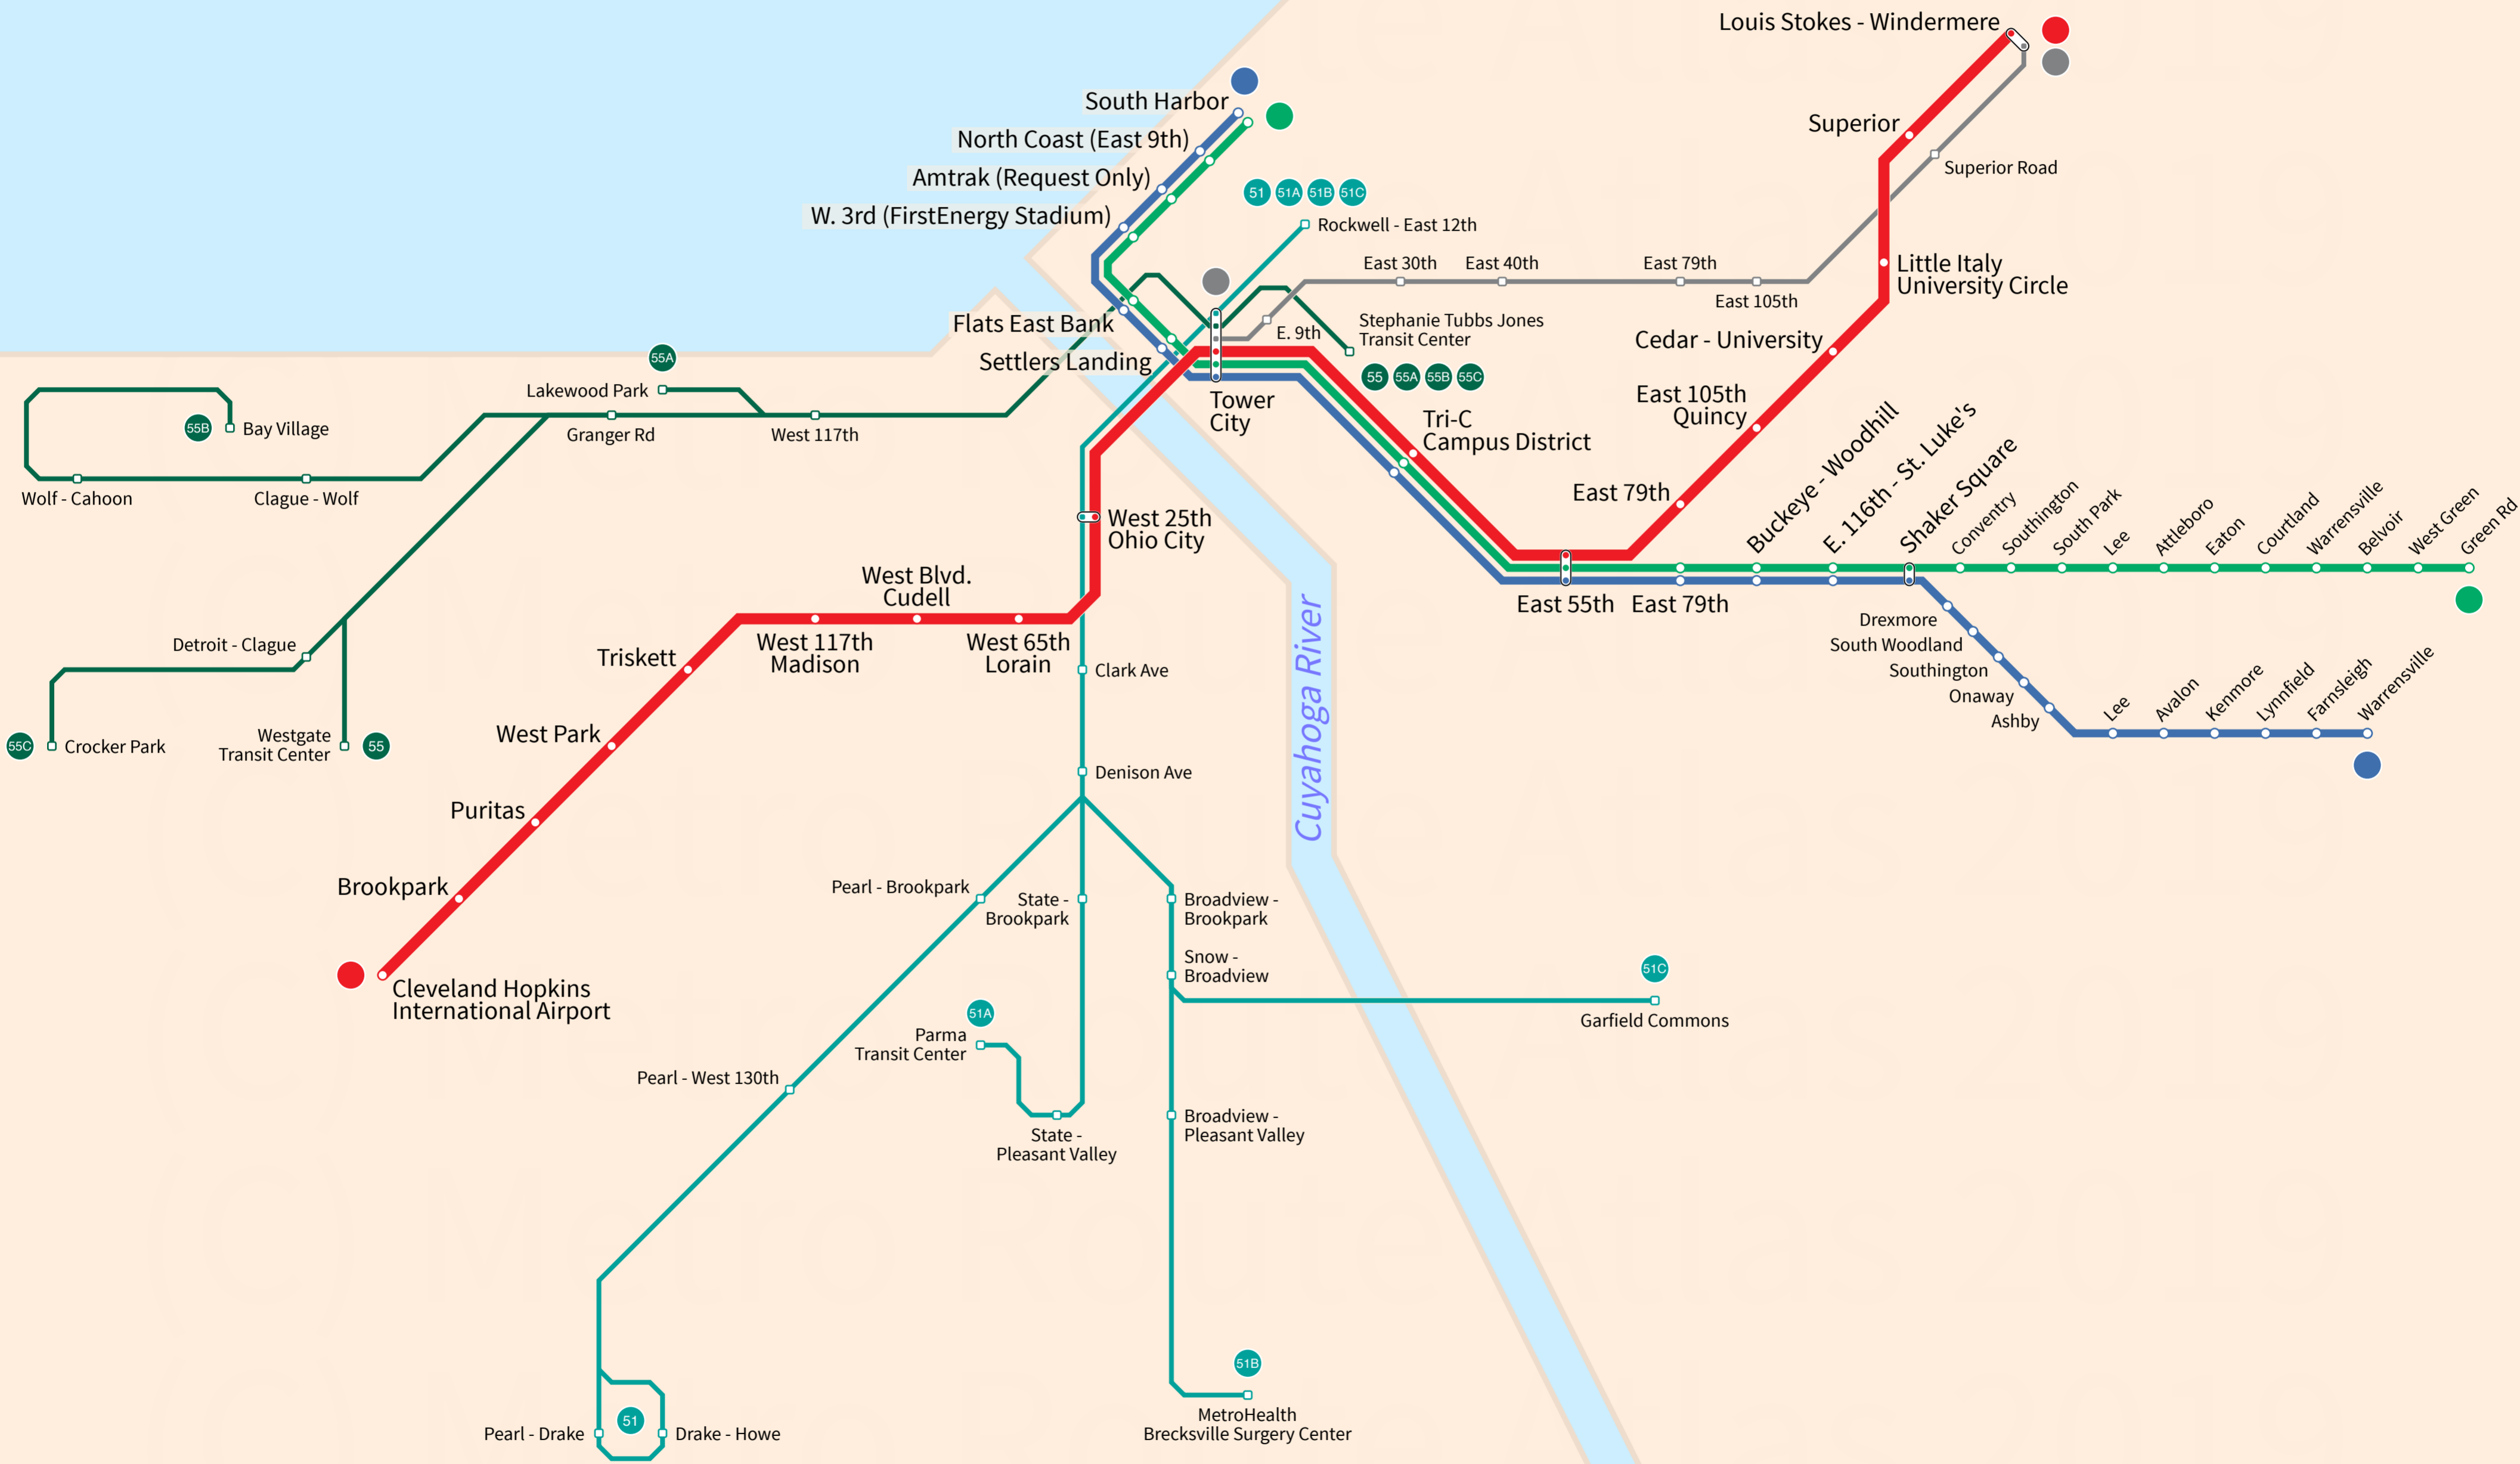 Louis Stokes - Windermere
Superior
Superior Road
South Harbor
North Coast (East 9th)
Amtrak (Request Only)
W. 3rd (FirstEnergy Stadium)
51
51A
51B
51C
Rockwell - East 12th
East 30th
East 40th
East 79th
East 105th
Little Italy
University Circle
Flats East Bank
Settlers Landing
E. 9th
Stephanie Tubbs Jones
Transit Center
55
55A
55B
55C
Cedar - University
Tower
City
Tri-C
Campus District
East 105th
Quincy
East 79th
55A
Lakewood Park
Granger Rd
West 117th
55B
Bay Village
Wolf - Cahoon
Clague - Wolf
West 25th
Ohio City
Buckeye - Woodhill
E. 116th - St. Luke's
Shaker Square
Coventry
Southington
South Park
Lee
Attleboro
Eaton
Courtland
Warrensville
Belvoir
West Green
Green Rd
East 55th
East 79th
West Blvd.
Cudell
West 117th
Madison
West 65th
Lorain
Cuyahoga River
Drexmore
South Woodland
Southington
Onaway
Ashby
Lee
Avalon
Kenmore
Lynnfield
Farnsleigh
Warrensville
Detroit - Clague
Triskett
Clark Ave
55C
Crocker Park
Westgate
Transit Center
55
West Park
Denison Ave
Puritas
Brookpark
Pearl - Brookpark
State -
Brookpark
Broadview -
Brookpark
Snow -
Broadview
51C
Garfield Commons
Cleveland Hopkins
International Airport
51A
Parma
Transit Center
Pearl - West 130th
State -
Pleasant Valley
Broadview -
Pleasant Valley
51B
MetroHealth
Brecksville Surgery Center
51
Pearl - Drake
Drake - Howe